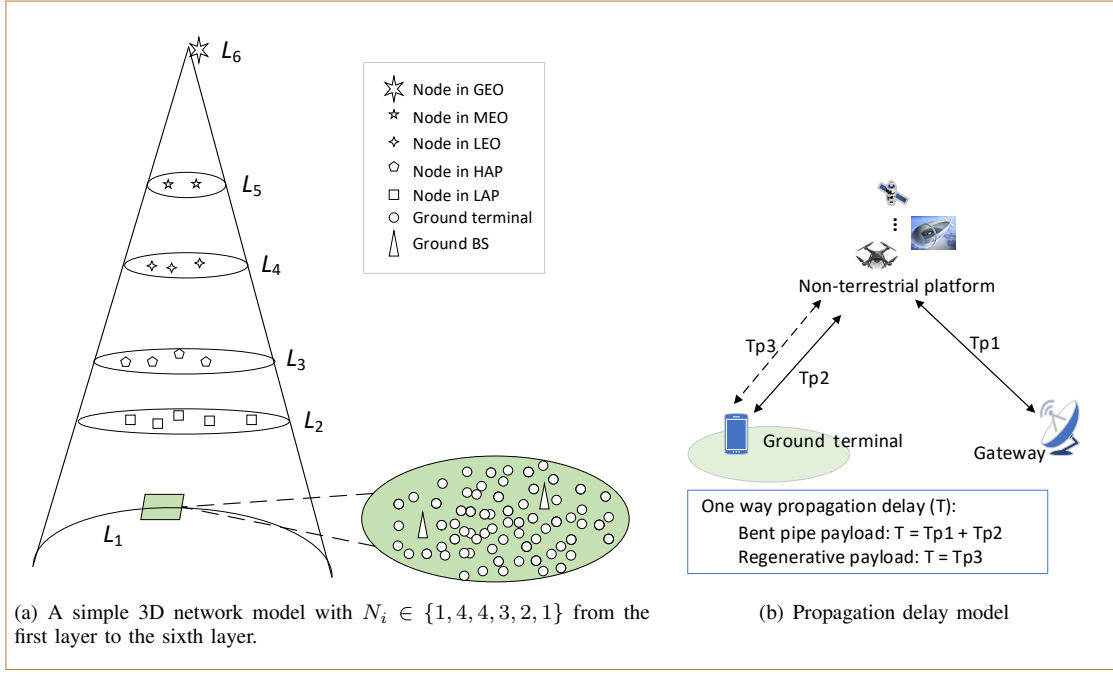 L6
L5
L4
L3
L2
L1
Node in GEO
Node in MEO
Node in LEO
Node in HAP
Node in LAP
Ground terminal
Ground BS
(a) A simple 3D network model with N_i ∈ {1, 4, 4, 3, 2, 1} from the
first layer to the sixth layer.
Non-terrestrial platform
Tp3
Tp2
Tp1
Ground terminal
Gateway
One way propagation delay (T):
Bent pipe payload: T = Tp1 + Tp2
Regenerative payload: T = Tp3
(b) Propagation delay model